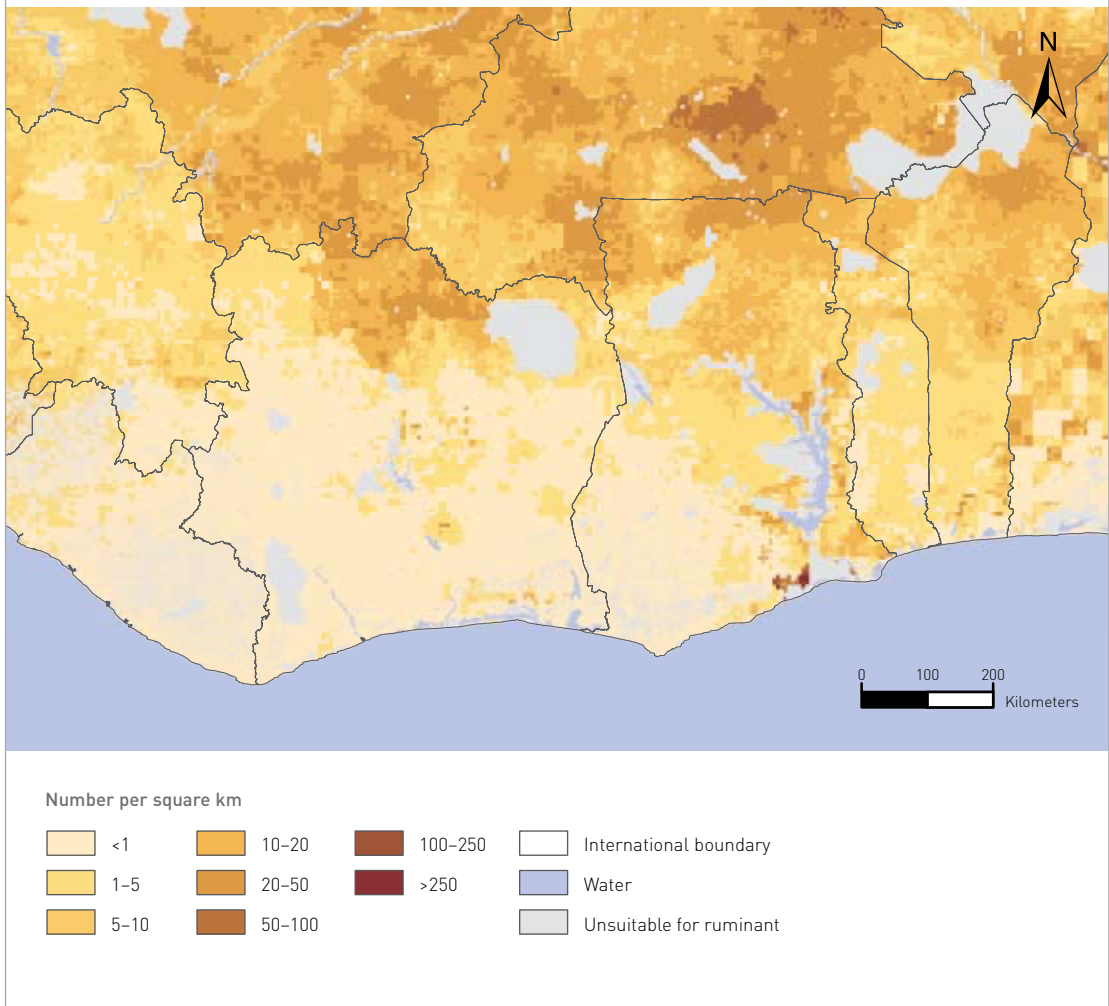 N
0 100 200
Kilometers
Number per square km
<1 10–20 100–250 International boundary
1–5 20–50 >250 Water
5–10 50–100 Unsuitable for ruminant